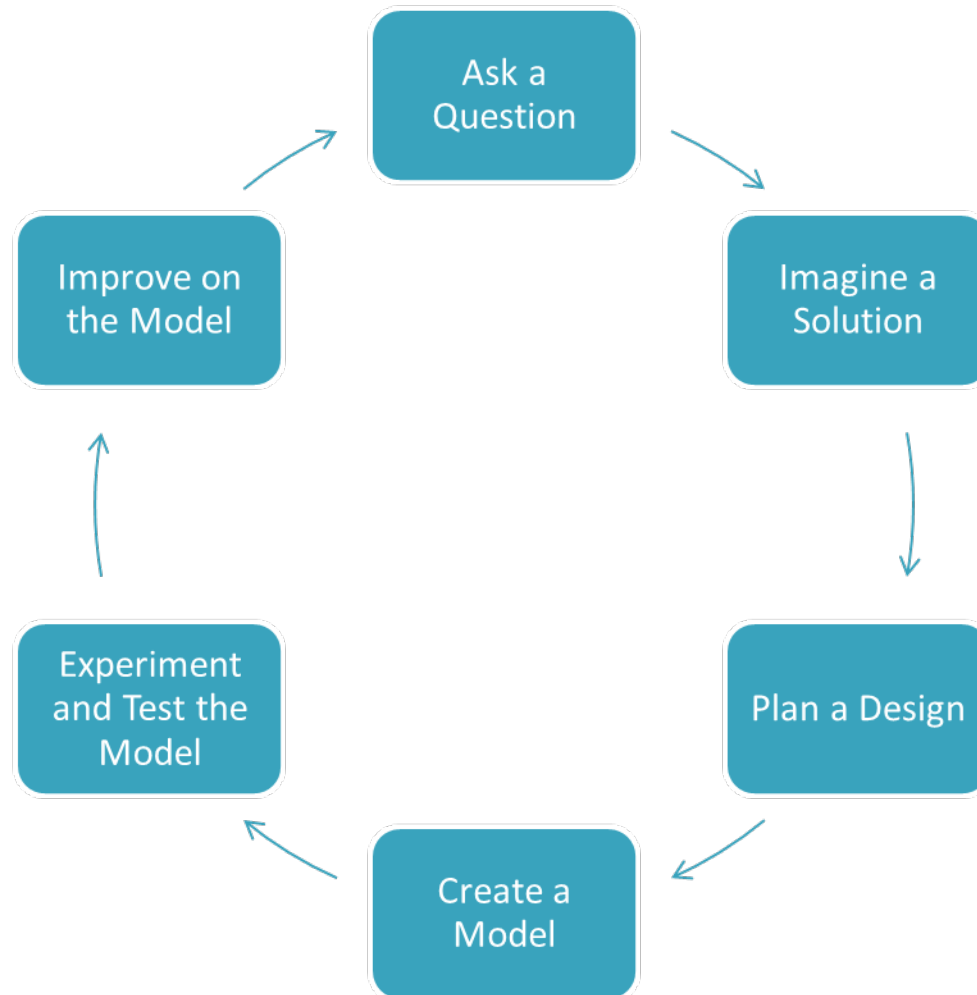 Ask a
Question
Imagine a
Solution
Plan a Design
Create a
Model
Experiment
and Test the
Model
Improve on
the Model